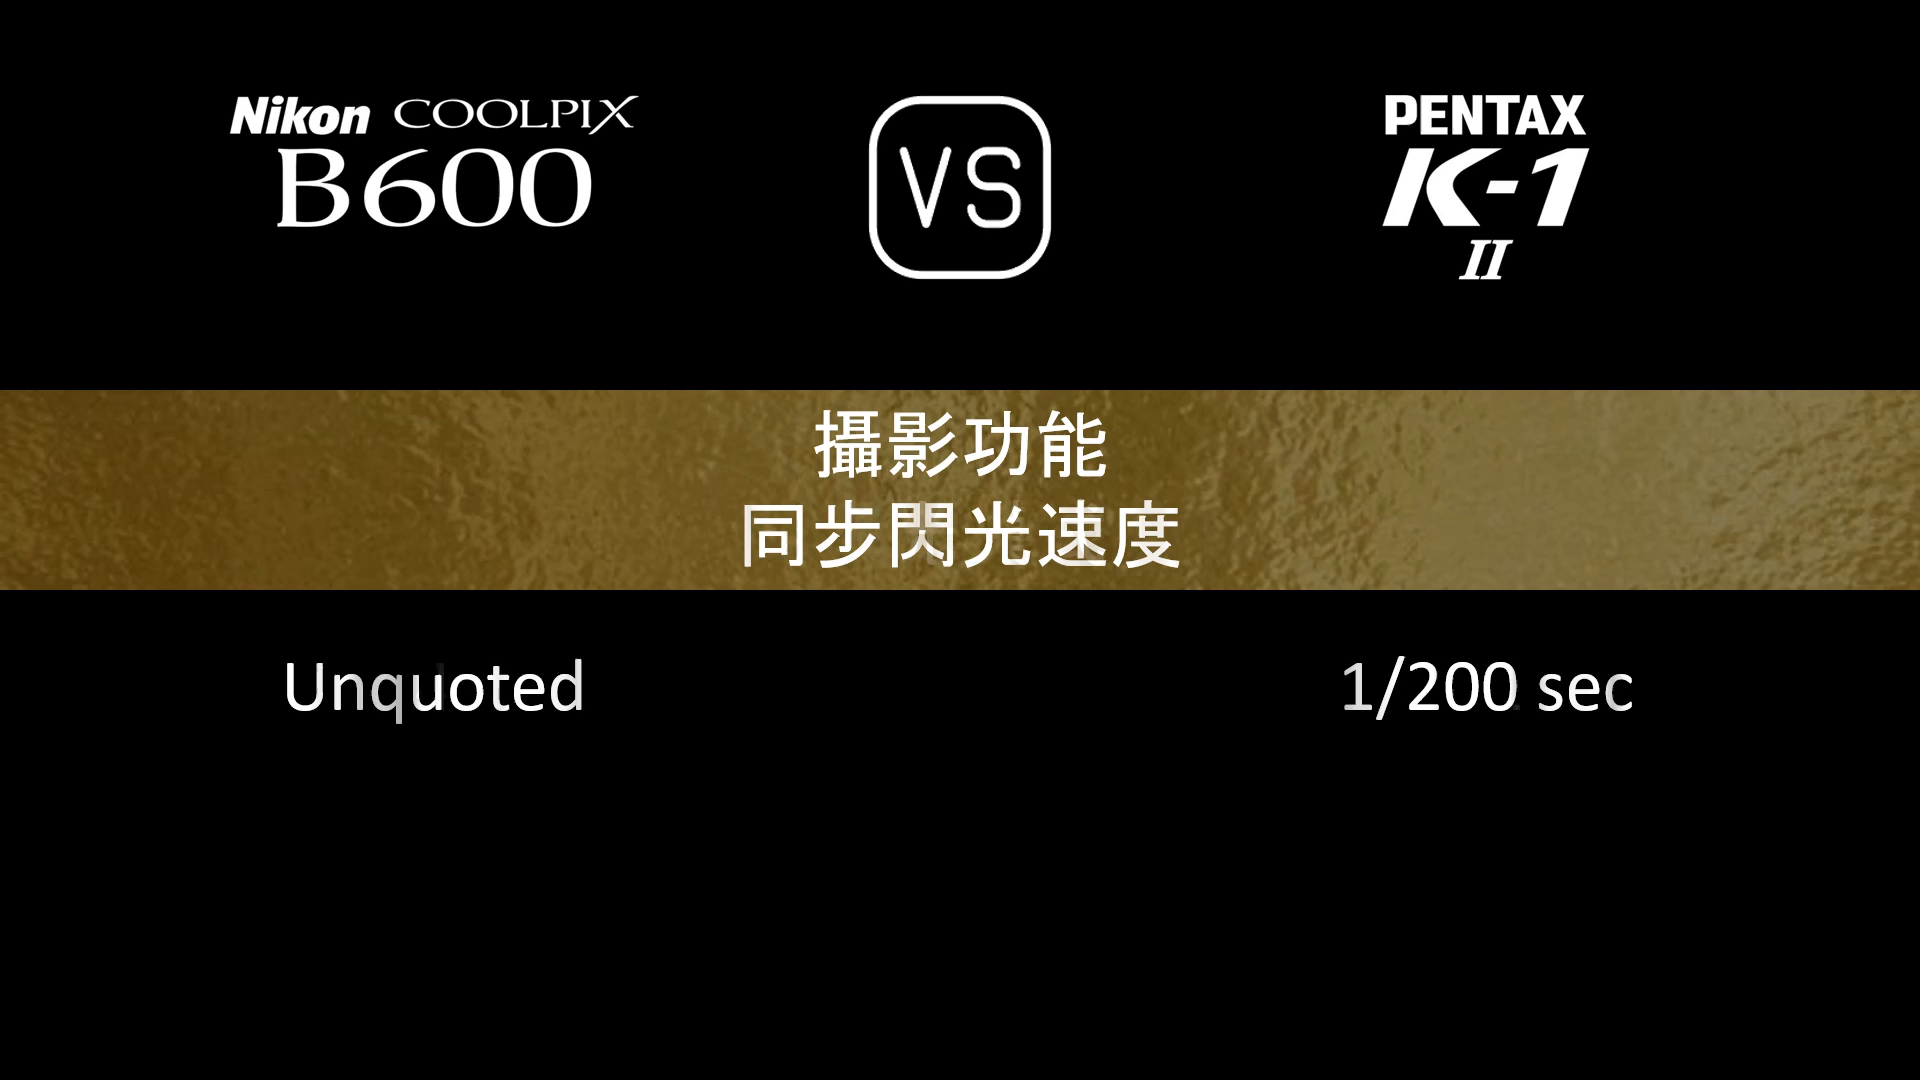 Nikon COOLPIX
B600
VS
PENTAX
K-1
II
攝影功能
同步閃光速度
Unquoted
1/200 sec